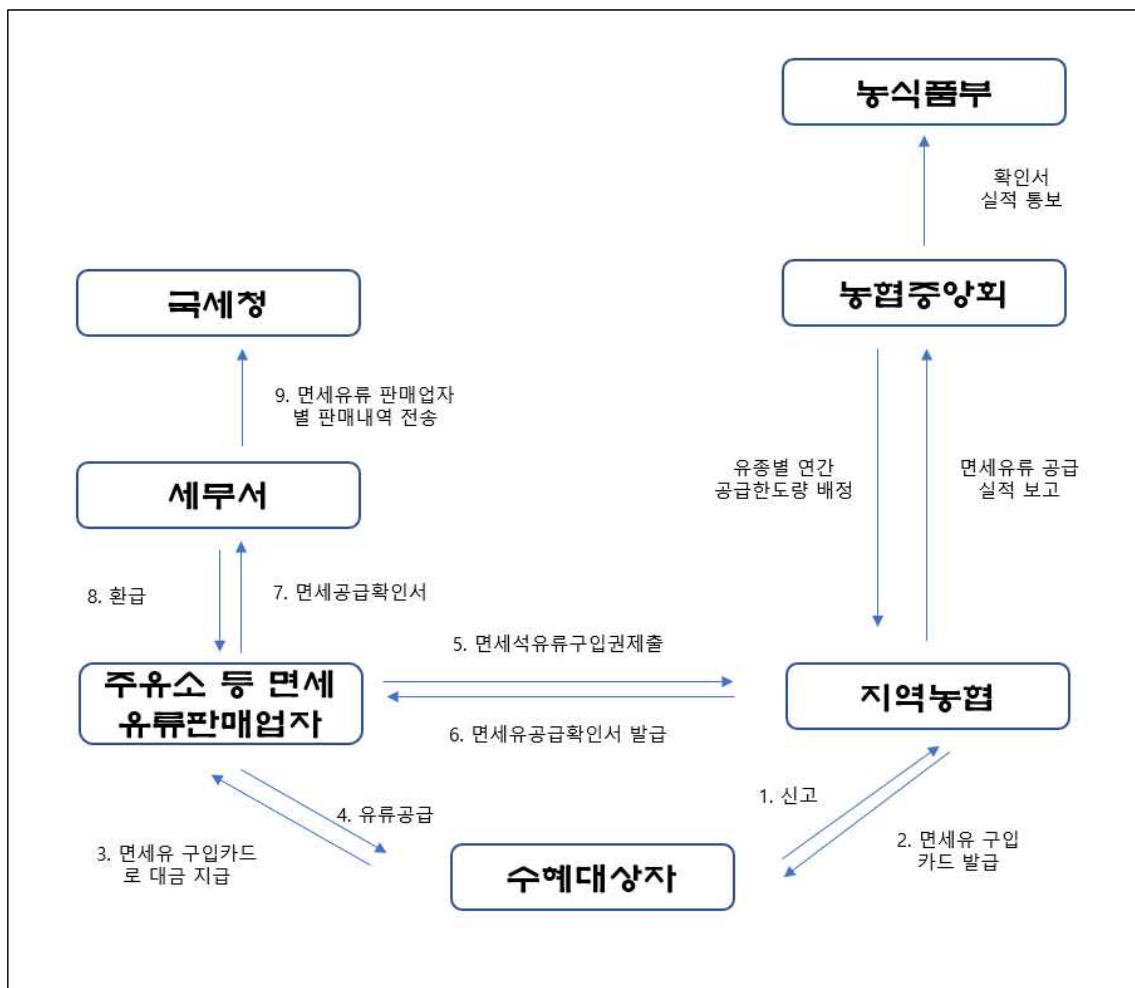 농식품부
확인서
실적 통보
농협중앙회
국세청
9. 면세유류 판매업자
별 판매내역 전송
유종별 연간
공급한도량 배정
면세유류 공급
실적 보고
세무서
8. 환급
7. 면세공급확인서
5. 면세석유류구입권제출
주유소 등 면세
유류판매업자
지역농협
6. 면세유공급확인서 발급
1. 신고
4. 유류공급
3. 면세유 구입카드
로 대금 지급
2. 면세유 구입
카드 발급
수혜대상자